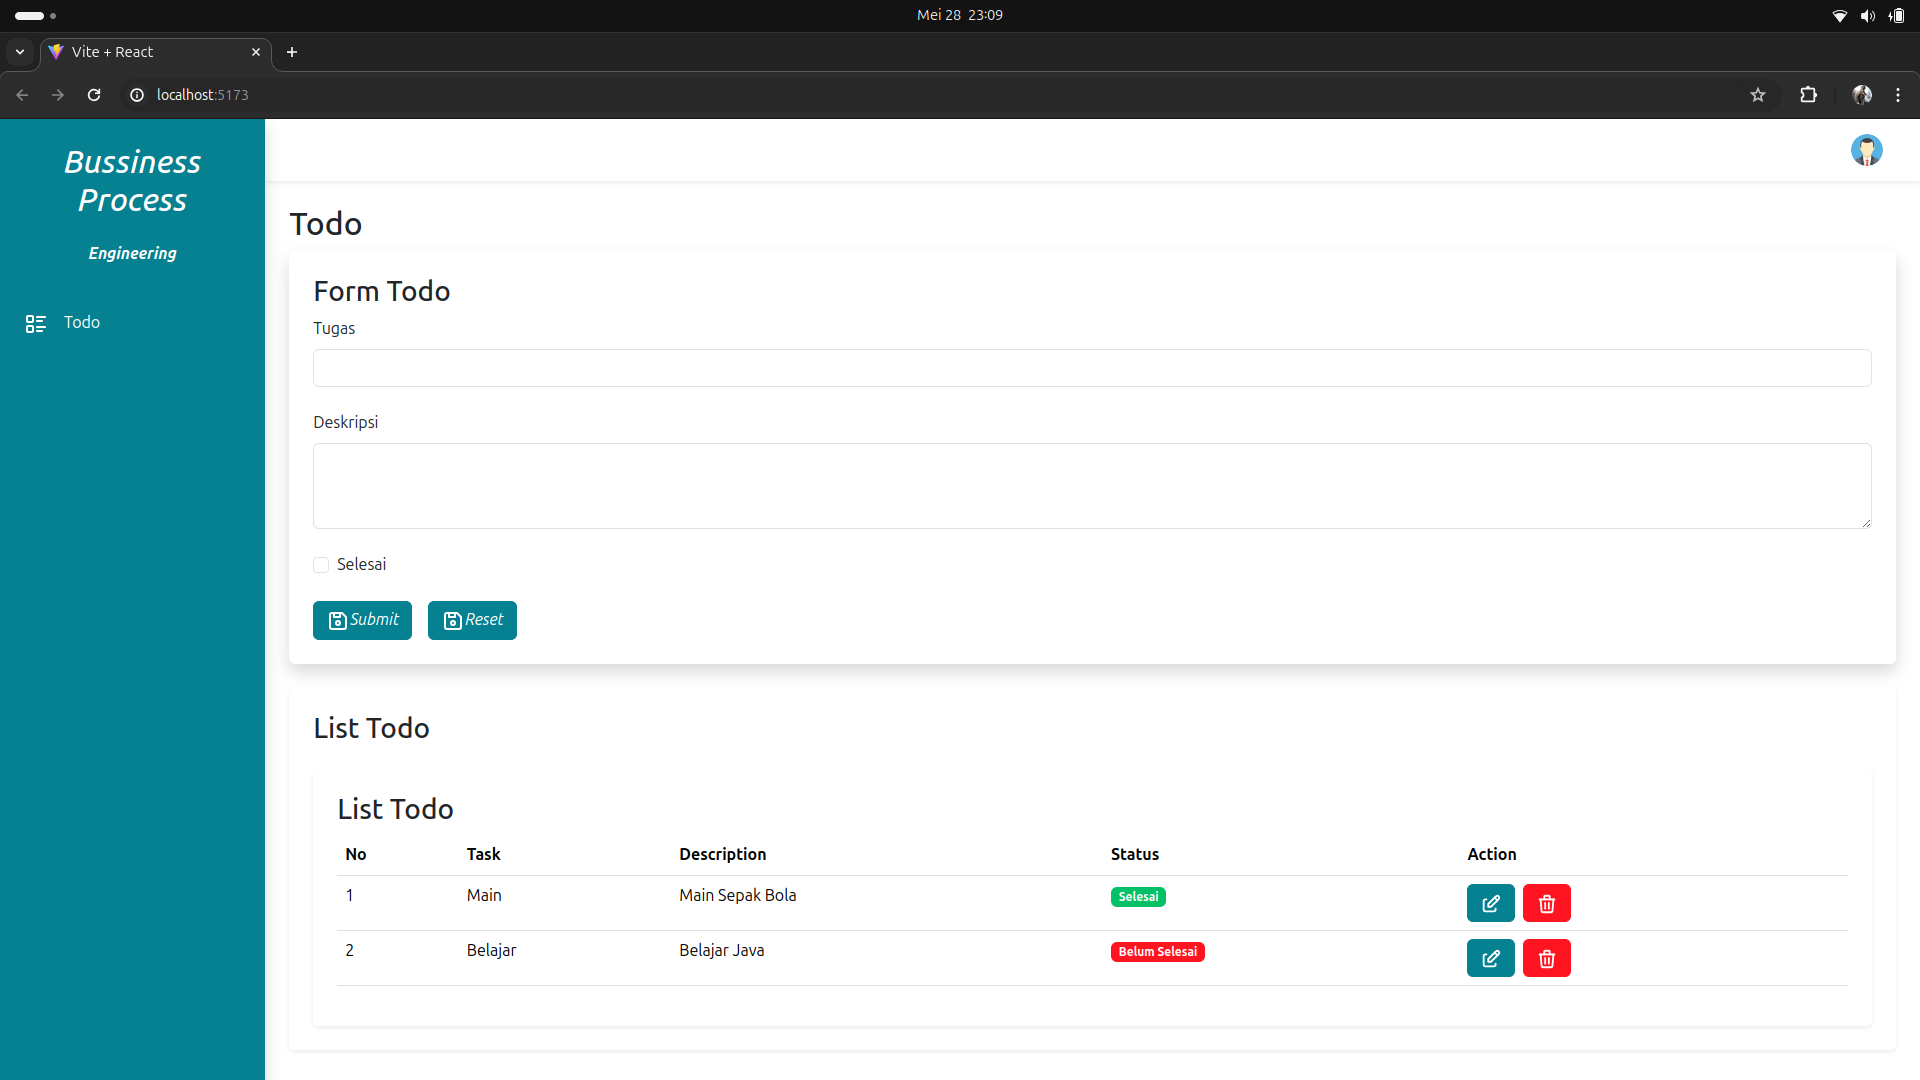 Mei 28 23:09
Vite + React
localhost:5173
Bussiness
Process
Engineering
Todo
Todo
Form Todo
Tugas
Deskripsi
Selesai
Submit Reset
List Todo
List Todo
No Task Description Status Action
1 Main Main Sepak Bola Selesai
2 Belajar Belajar Java Belum Selesai